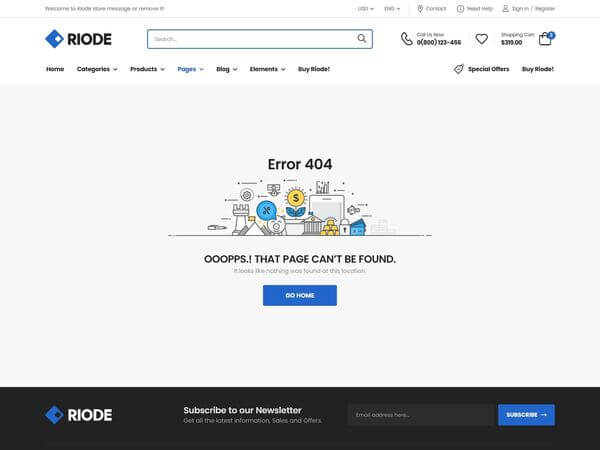 Welcome to Riode store message or remove it!
USD ENG Contact Need Help Sign in / Register
RIODE
Search...
Call Us Now:
0(800) 123-456
Shopping Cart:
$319.00
2
Home Categories Products Pages Blog Elements Buy Riode! Special Offers Buy Riode!
Error 404
$
OOOPPS.! THAT PAGE CAN'T BE FOUND.
It looks like nothing was found at this location.
GO HOME
RIODE
Subscribe to our Newsletter
Get all the latest information, Sales and Offers.
Email address here...
SUBSCRIBE →